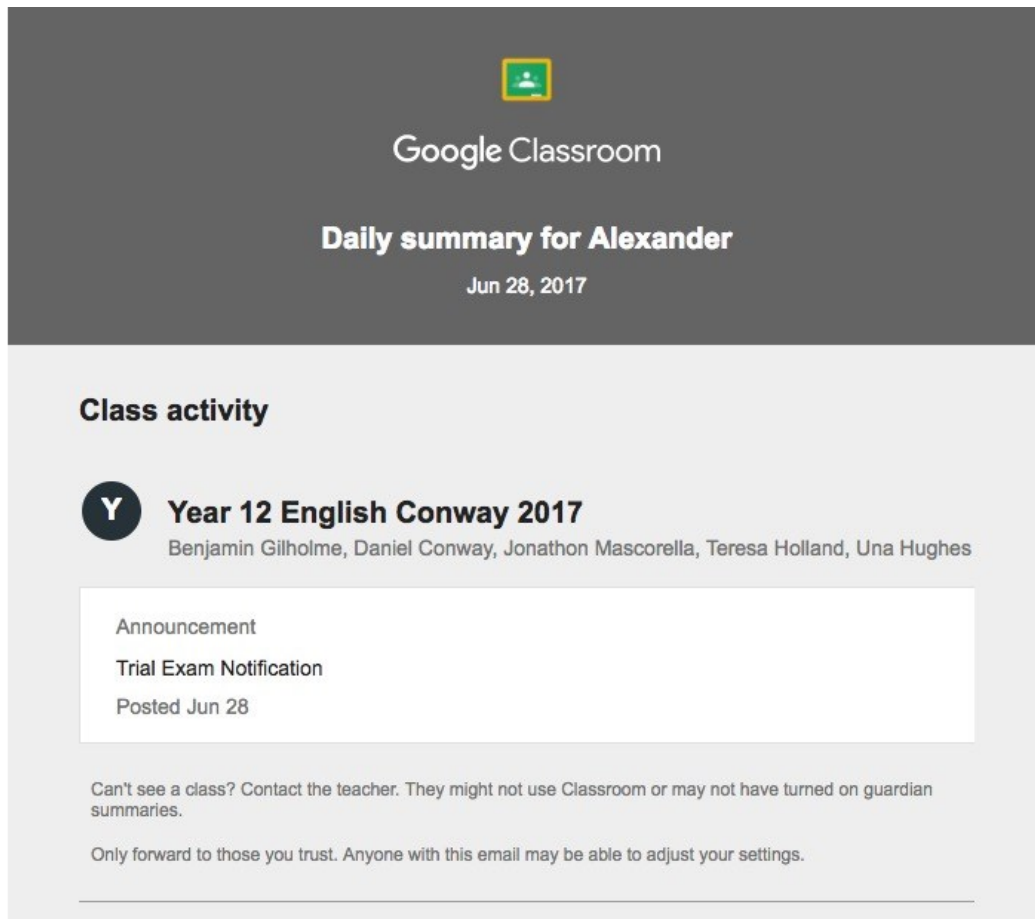 Google Classroom
Daily summary for Alexander
Jun 28, 2017
Class activity
Y
Year 12 English Conway 2017
Benjamin Gilholme, Daniel Conway, Jonathon Mascorella, Teresa Holland, Una Hughes
Announcement
Trial Exam Notification
Posted Jun 28
Can't see a class? Contact the teacher. They might not use Classroom or may not have turned on guardian
summaries.
Only forward to those you trust. Anyone with this email may be able to adjust your settings.